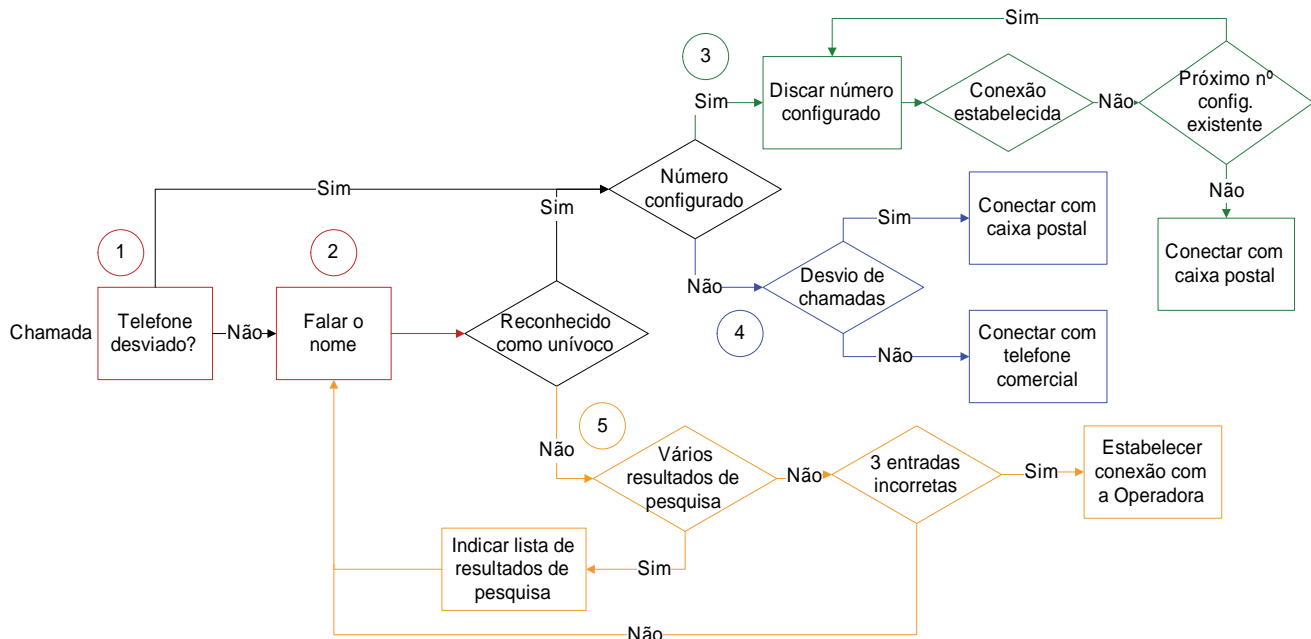 Sim
3
Sim
Discar número
configurado
Conexão
estabelecida
Não
Próximo nº
config.
existente
Não
Conectar com
caixa postal
Sim
Número
configurado
Sim
Sim
Conectar com
caixa postal
Não
Desvio de
chamadas
4
Não
Conectar com
telefone
comercial
1
2
Chamada
Telefone
desviado?
Não
Falar o
nome
Reconhecido
como unívoco
Não
5
Vários
resultados de
pesquisa
Não
3 entradas
incorretas
Sim
Estabelecer
conexão com
a Operadora
Indicar lista de
resultados de
pesquisa
Sim
Não